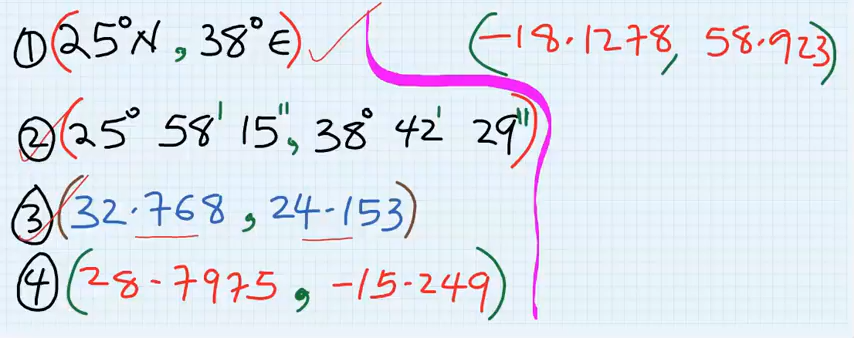 ① (25°N, 38°E) ✓
(-18.1278, 58.923)
② (25° 58' 15", 38° 42' 29")
③ (32.768, 24.153)
④ (28.7975, -15.249)